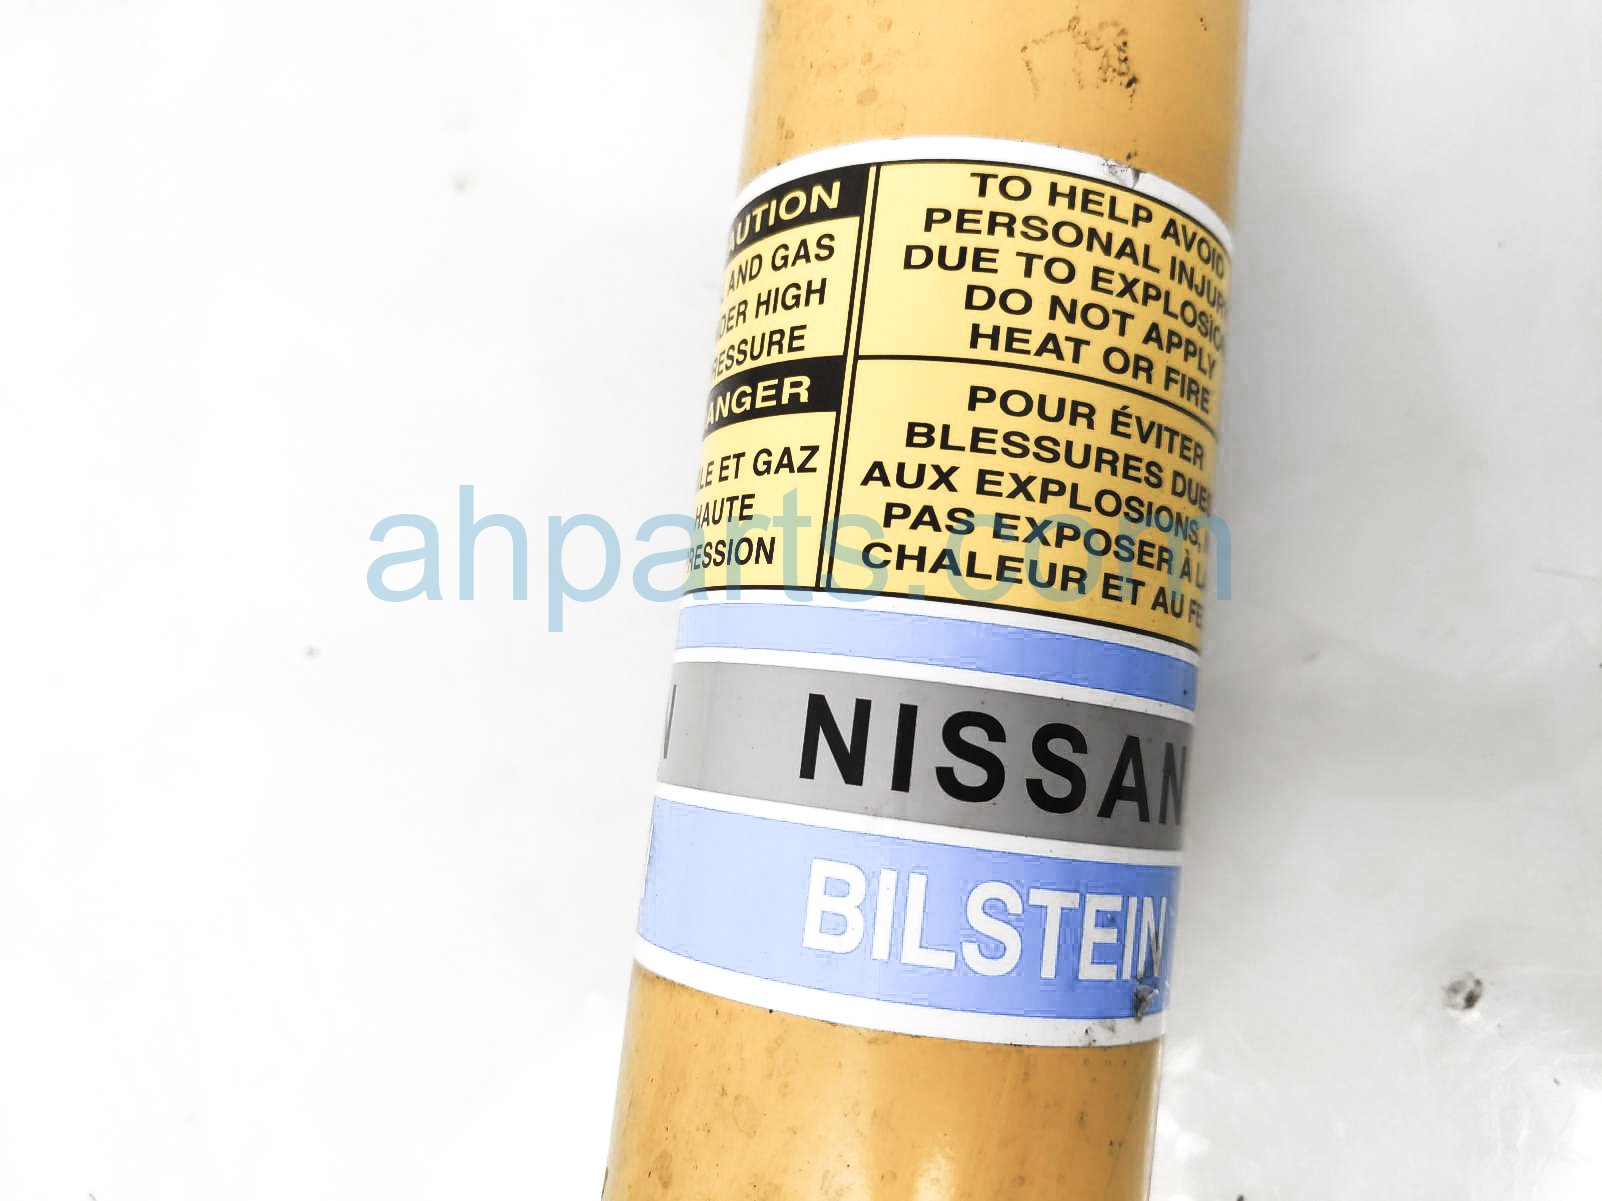 AUTION
AND GAS
DER HIGH
RESSURE
ANGER
LE ET GAZ
HAUTE
RESSION
TO HELP AVOID
PERSONAL INJURY
DUE TO EXPLOSIO
DO NOT APPLY
HEAT OR FIRE
POUR ÉVITER
BLESSURES DUE
AUX EXPLOSIONS,
PAS EXPOSER À LA
CHALEUR ET AU FE
NISSAN
BILSTEIN
ahparts.com